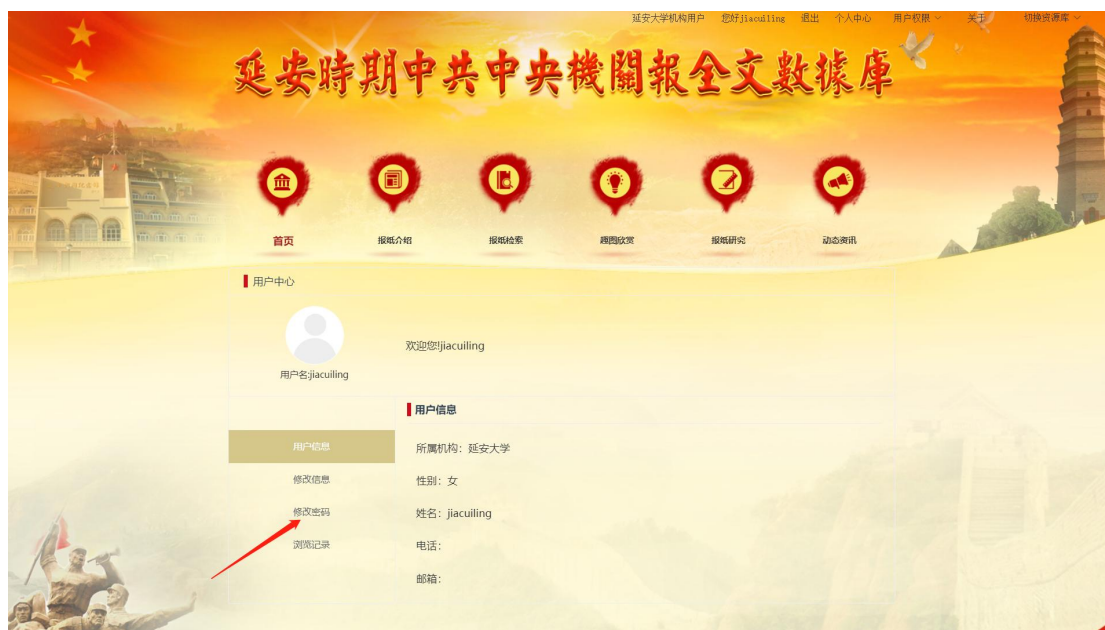 延安大学机构用户 您好jiacuiling 退出 个人中心 用户权限 关于 切换资源库
延安時期中共中央機關報全文數據庫
首页 报纸介绍 报纸检索 趣图欣赏 报纸研究 动态资讯
用户中心
欢迎您!jiacuiling
用户名:jiacuiling
用户信息
用户信息
所属机构：延安大学
修改信息
性别：女
修改密码
姓名：jiacuiling
浏览记录
电话：
邮箱：